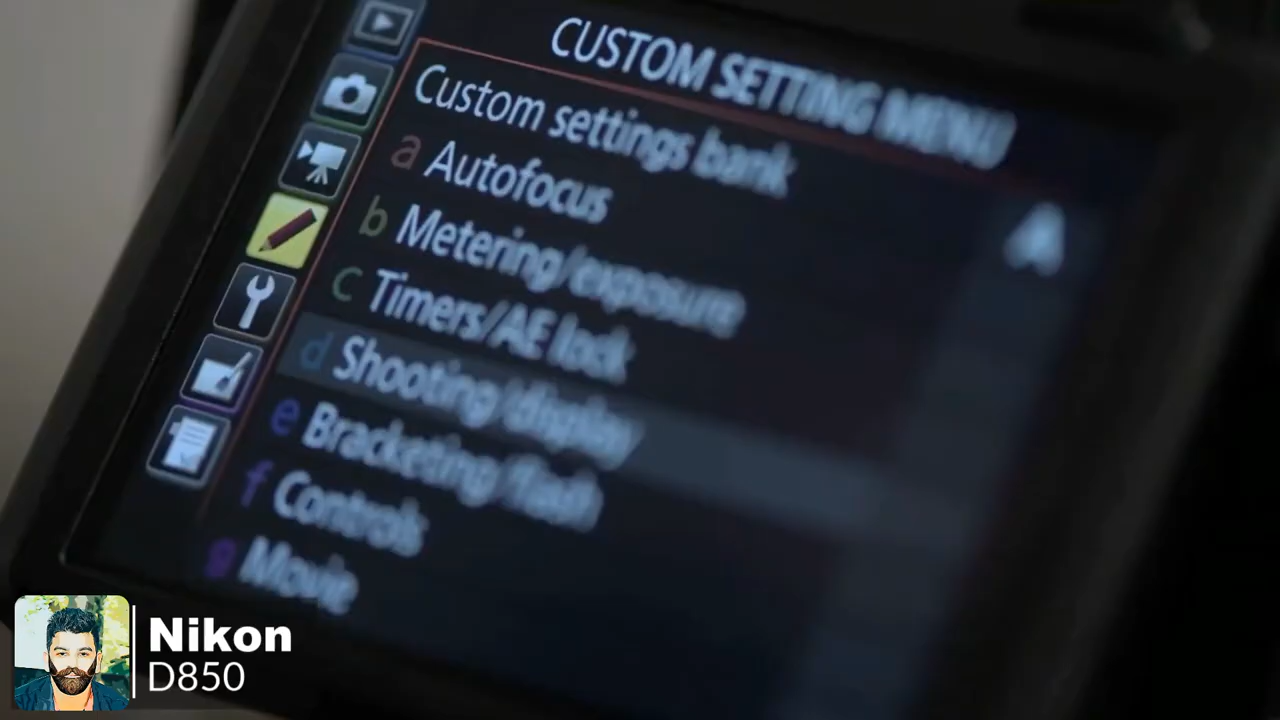 CUSTOM SETTING MENU
Custom settings bank
A
a Autofocus
b Metering/exposure
c Timers/AE lock
d Shooting/display
e Bracketing/flash
f Controls
g Movie
Nikon
D850